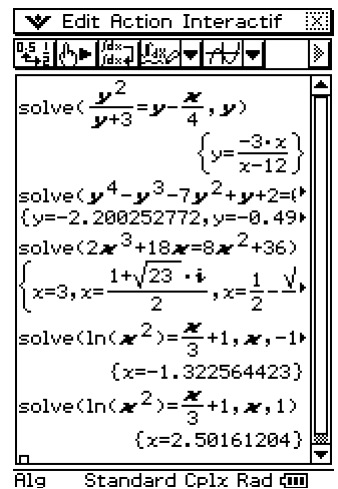 Edit Action Interactif
solve(y²/(y+3)=y-x/4,y)
{y=(-3·x)/(x-12)}
solve(y⁴-y³-7y²+y+2=(
{y=-2.200252772,y=-0.49
solve(2x³+18x=8x²+36)
{x=3,x=(1+√23·i)/2,x=1/2-√
solve(ln(x²)=x/3+1,x,-1
{x=-1.322564423}
solve(ln(x²)=x/3+1,x,1)
{x=2.50161204}
Alg Standard Cplx Rad